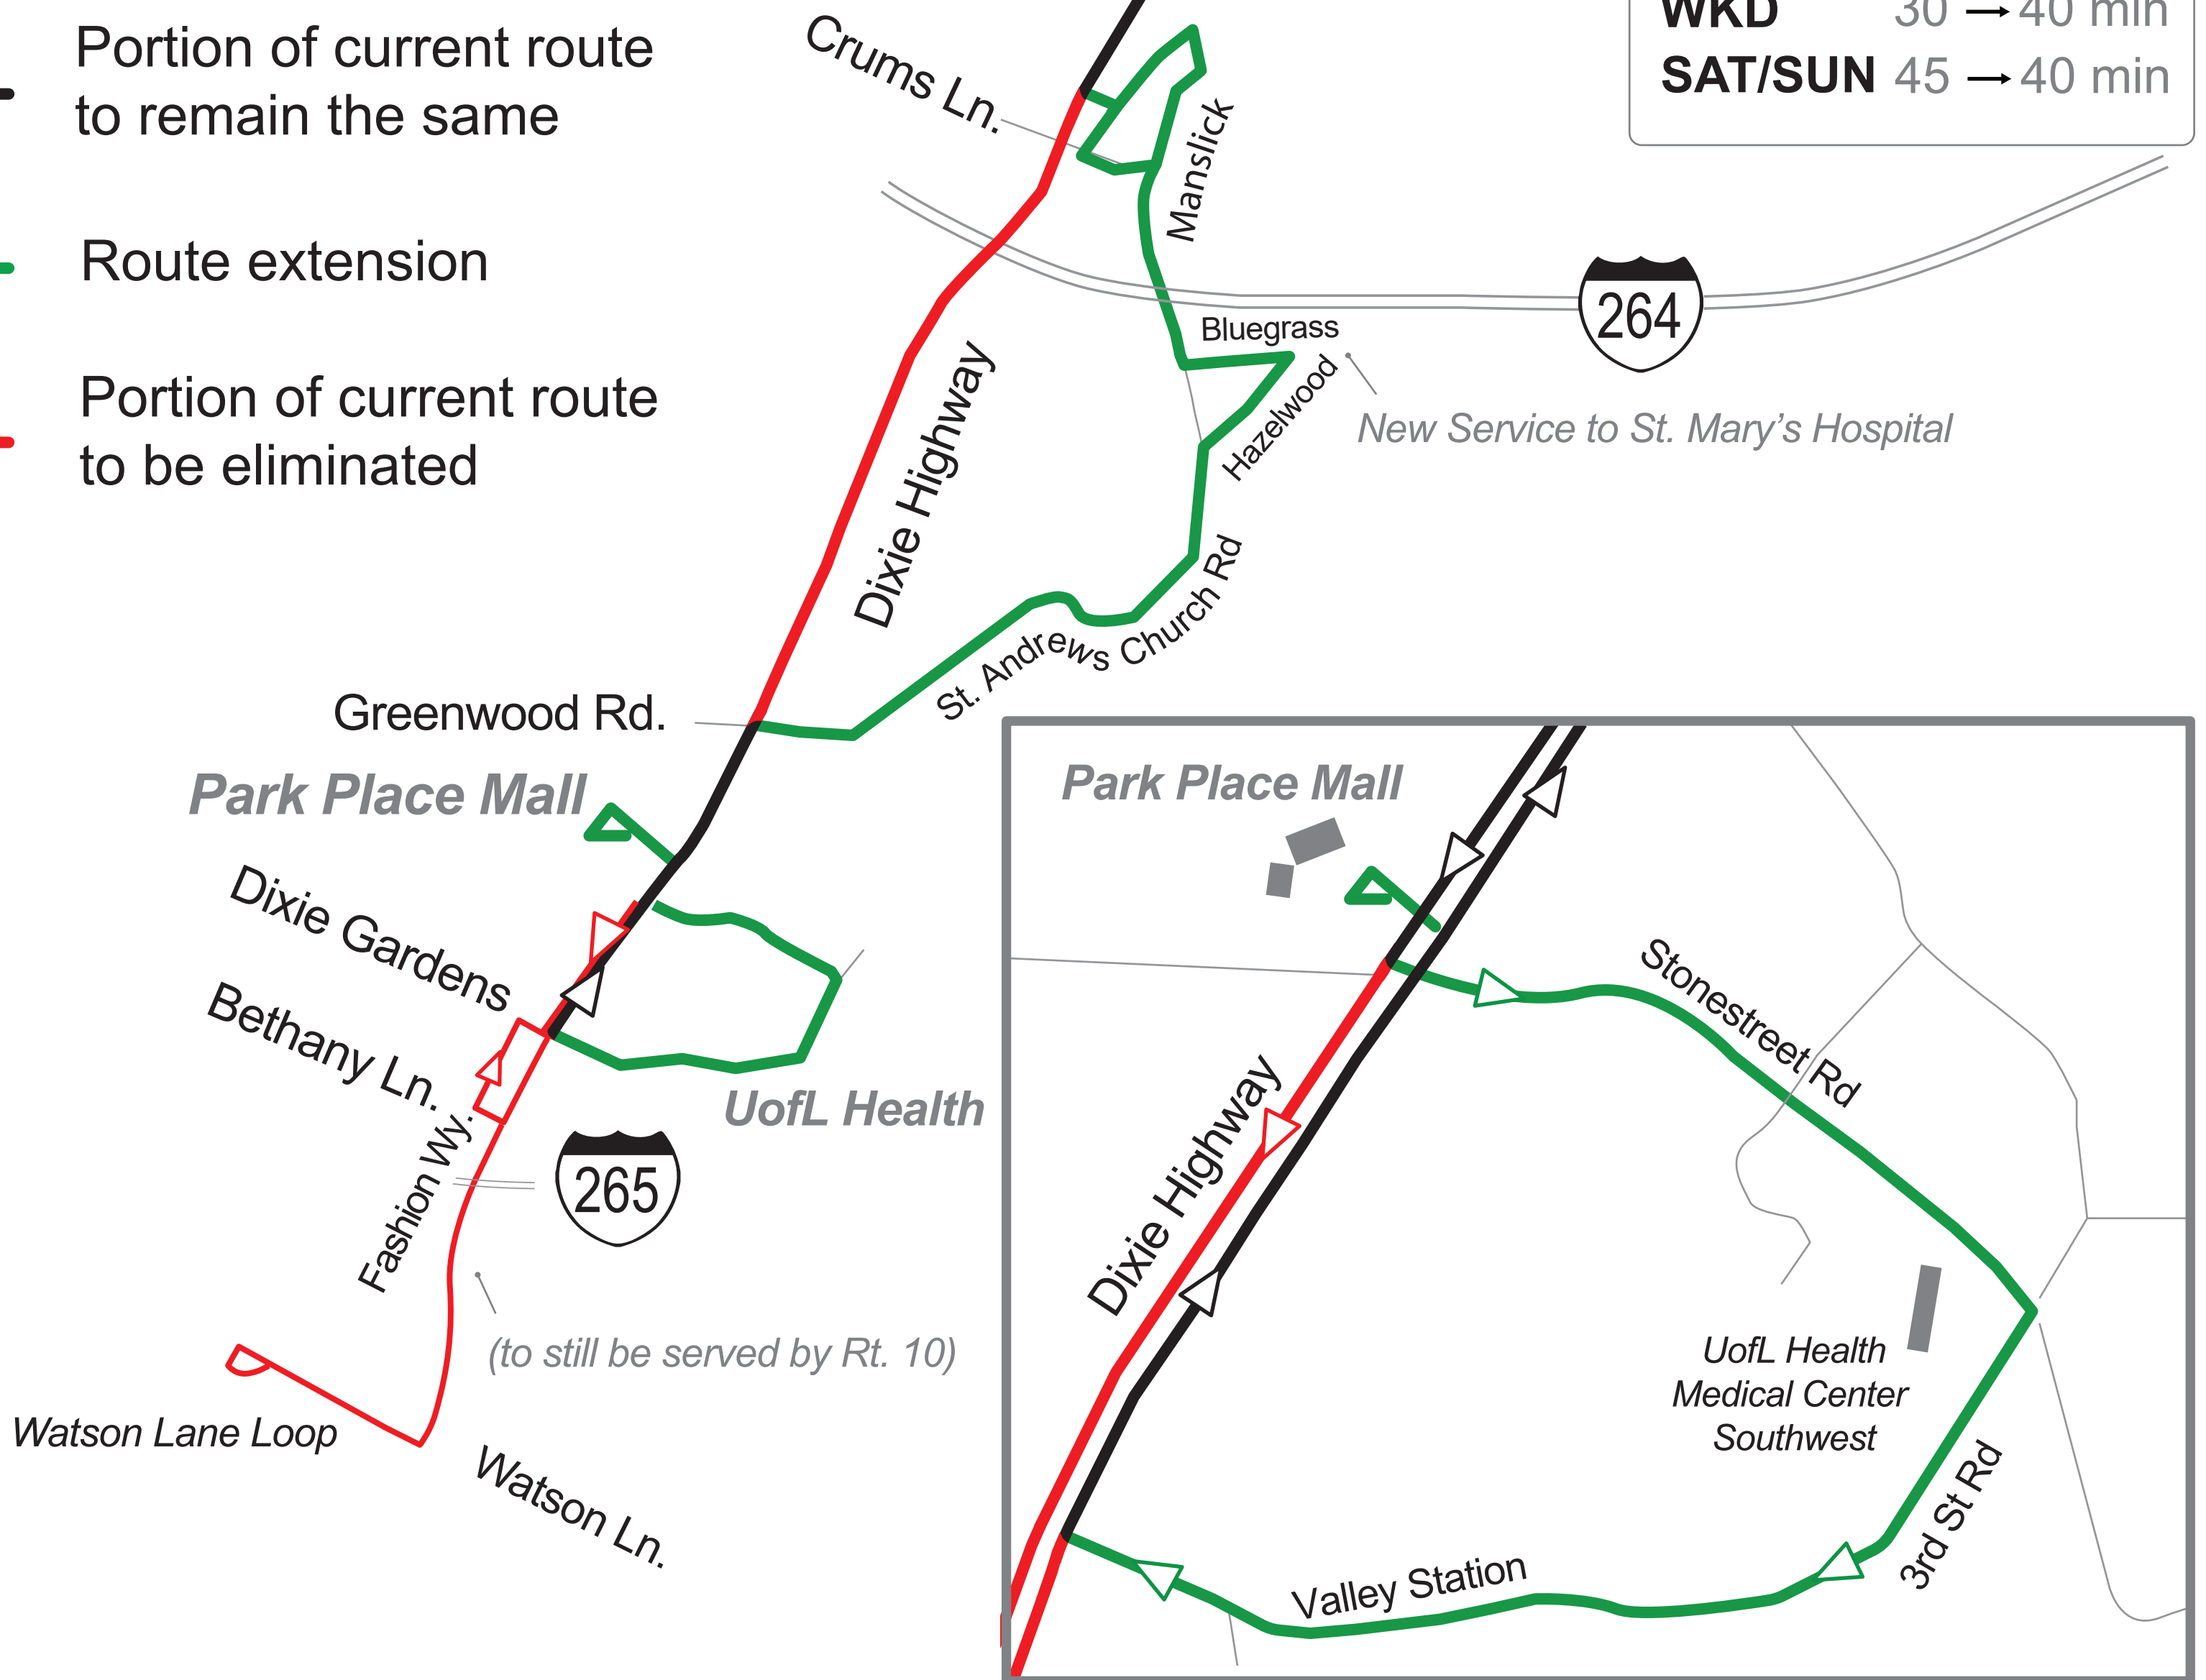 Portion of current route
to remain the same
Route extension
Portion of current route
to be eliminated
WKD 30 → 40 min
SAT/SUN 45 → 40 min
Crums Ln.
Manslick
264
Bluegrass
Hazelwood
New Service to St. Mary's Hospital
Dixie Highway
St. Andrews Church Rd
Greenwood Rd.
Park Place Mall
Dixie Gardens
Bethany Ln.
UofL Health
Fashion Wy.
265
(to still be served by Rt. 10)
Watson Lane Loop
Watson Ln.
Park Place Mall
Stonestreet Rd
Dixie Highway
UofL Health
Medical Center
Southwest
3rd St Rd
Valley Station